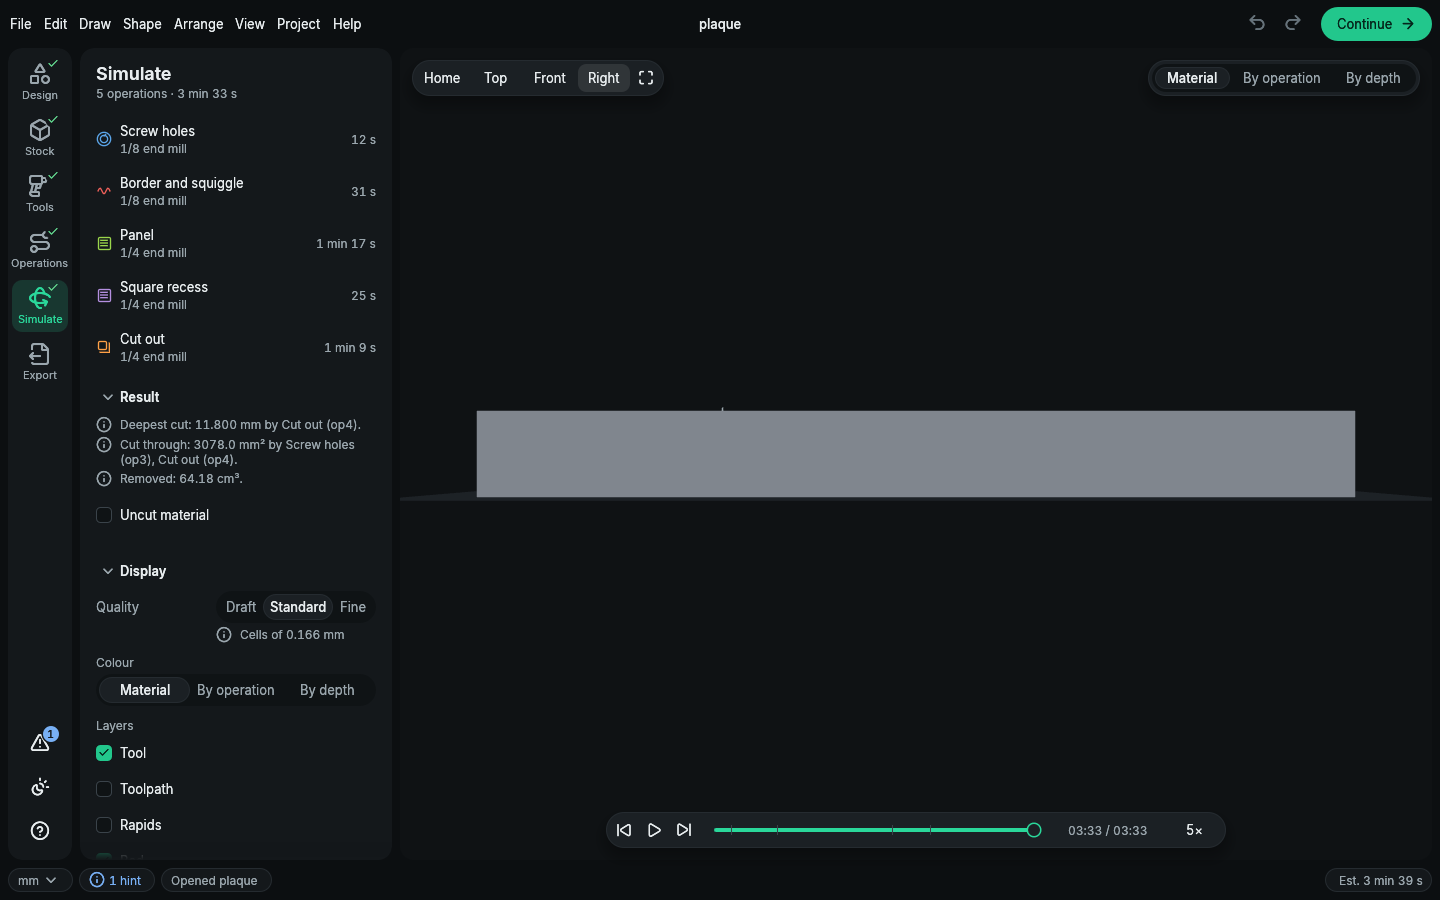 File Edit Draw Shape Arrange View Project Help
plaque
Continue
Design
Stock
Tools
Operations
Simulate
Export
1
Simulate
5 operations · 3 min 33 s
Screw holes
1/8 end mill
12 s
Border and squiggle
1/8 end mill
31 s
Panel
1/4 end mill
1 min 17 s
Square recess
1/4 end mill
25 s
Cut out
1/4 end mill
1 min 9 s
Result
Deepest cut: 11.800 mm by Cut out (op4).
Cut through: 3078.0 mm² by Screw holes
(op3), Cut out (op4).
Removed: 64.18 cm³.
Uncut material
Display
Quality
Draft Standard Fine
Cells of 0.166 mm
Colour
Material By operation By depth
Layers
Tool
Toolpath
Rapids
Home Top Front Right
Material By operation By depth
03:33 / 03:33
5×
mm
1 hint
Opened plaque
Est. 3 min 39 s